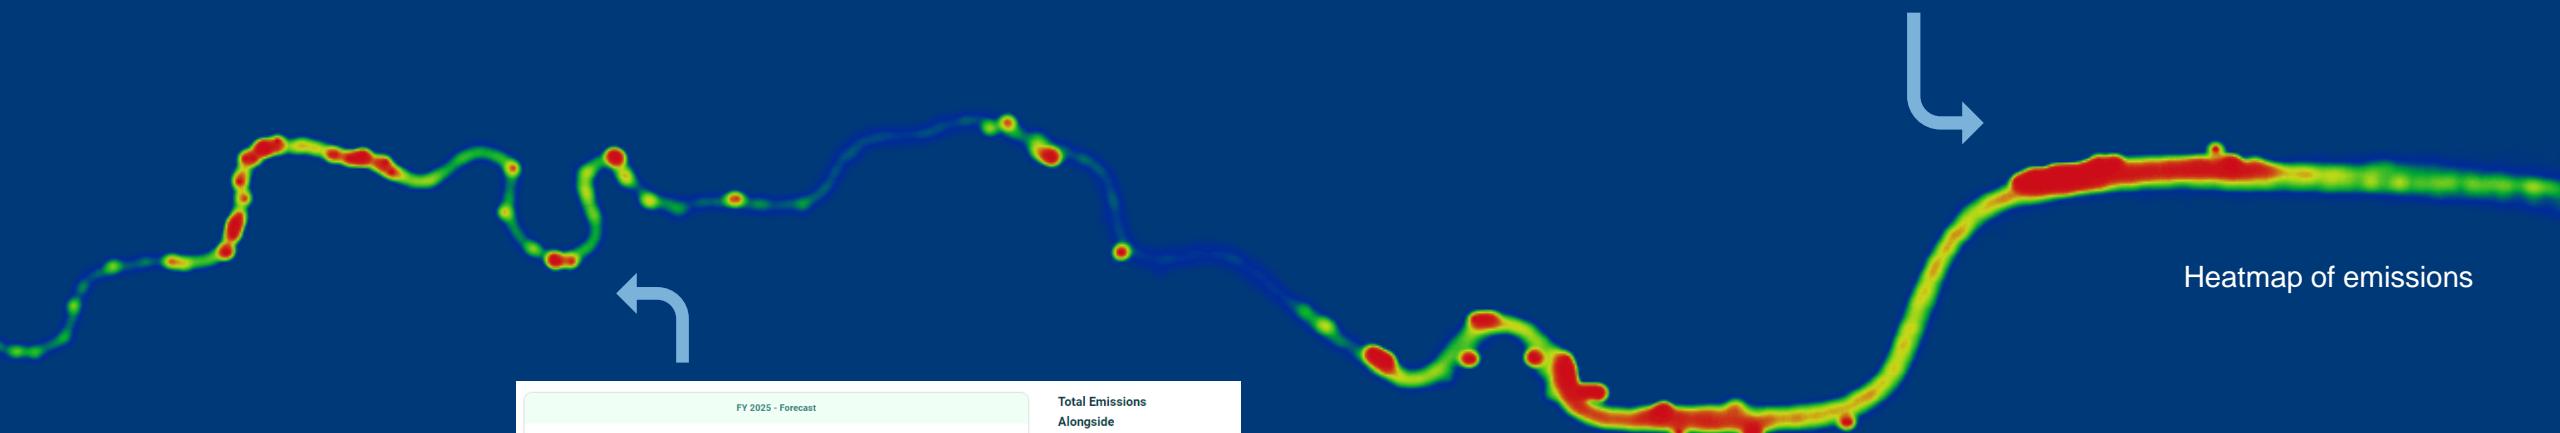 Heatmap of emissions
FY 2025 - Forecast
Total Emissions
Alongside